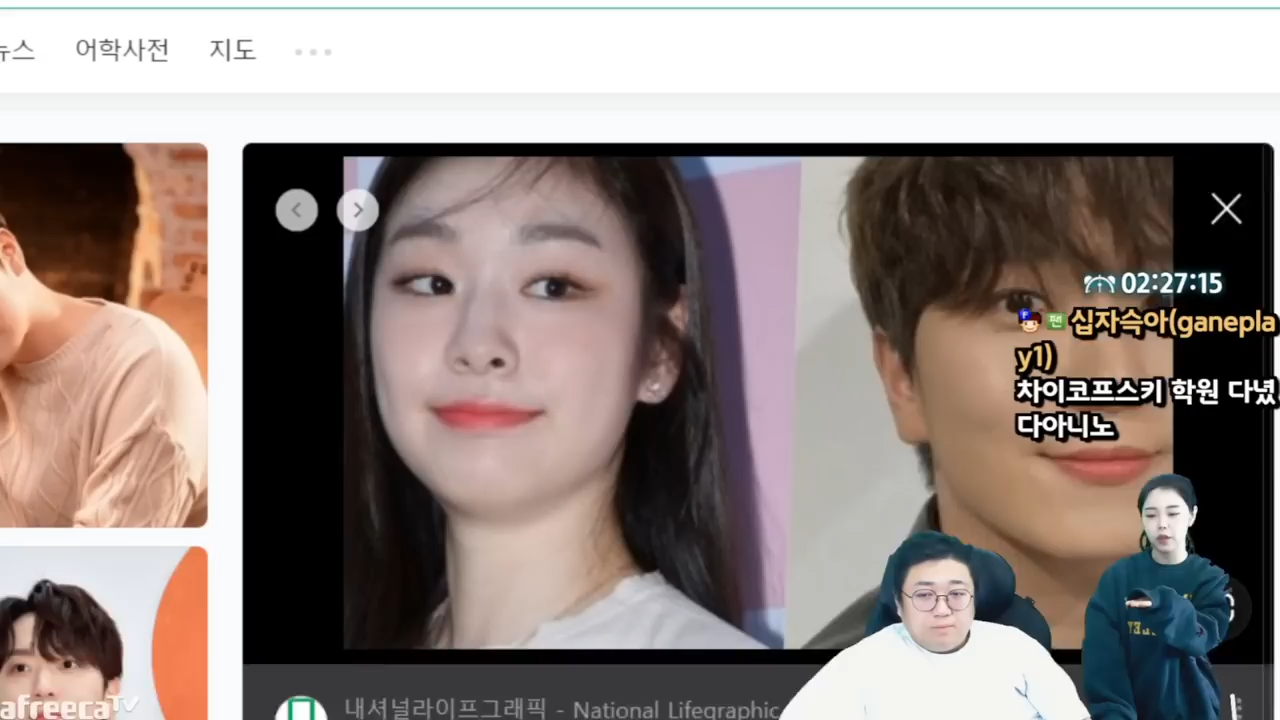 뉴스 어학사전 지도
02:27:15
팬 십자슥아(ganepla
y1)
차이코프스키 학원 다녔
다아니노
afreecaTV
내셔널라이프그래픽 - National Lifegraphic